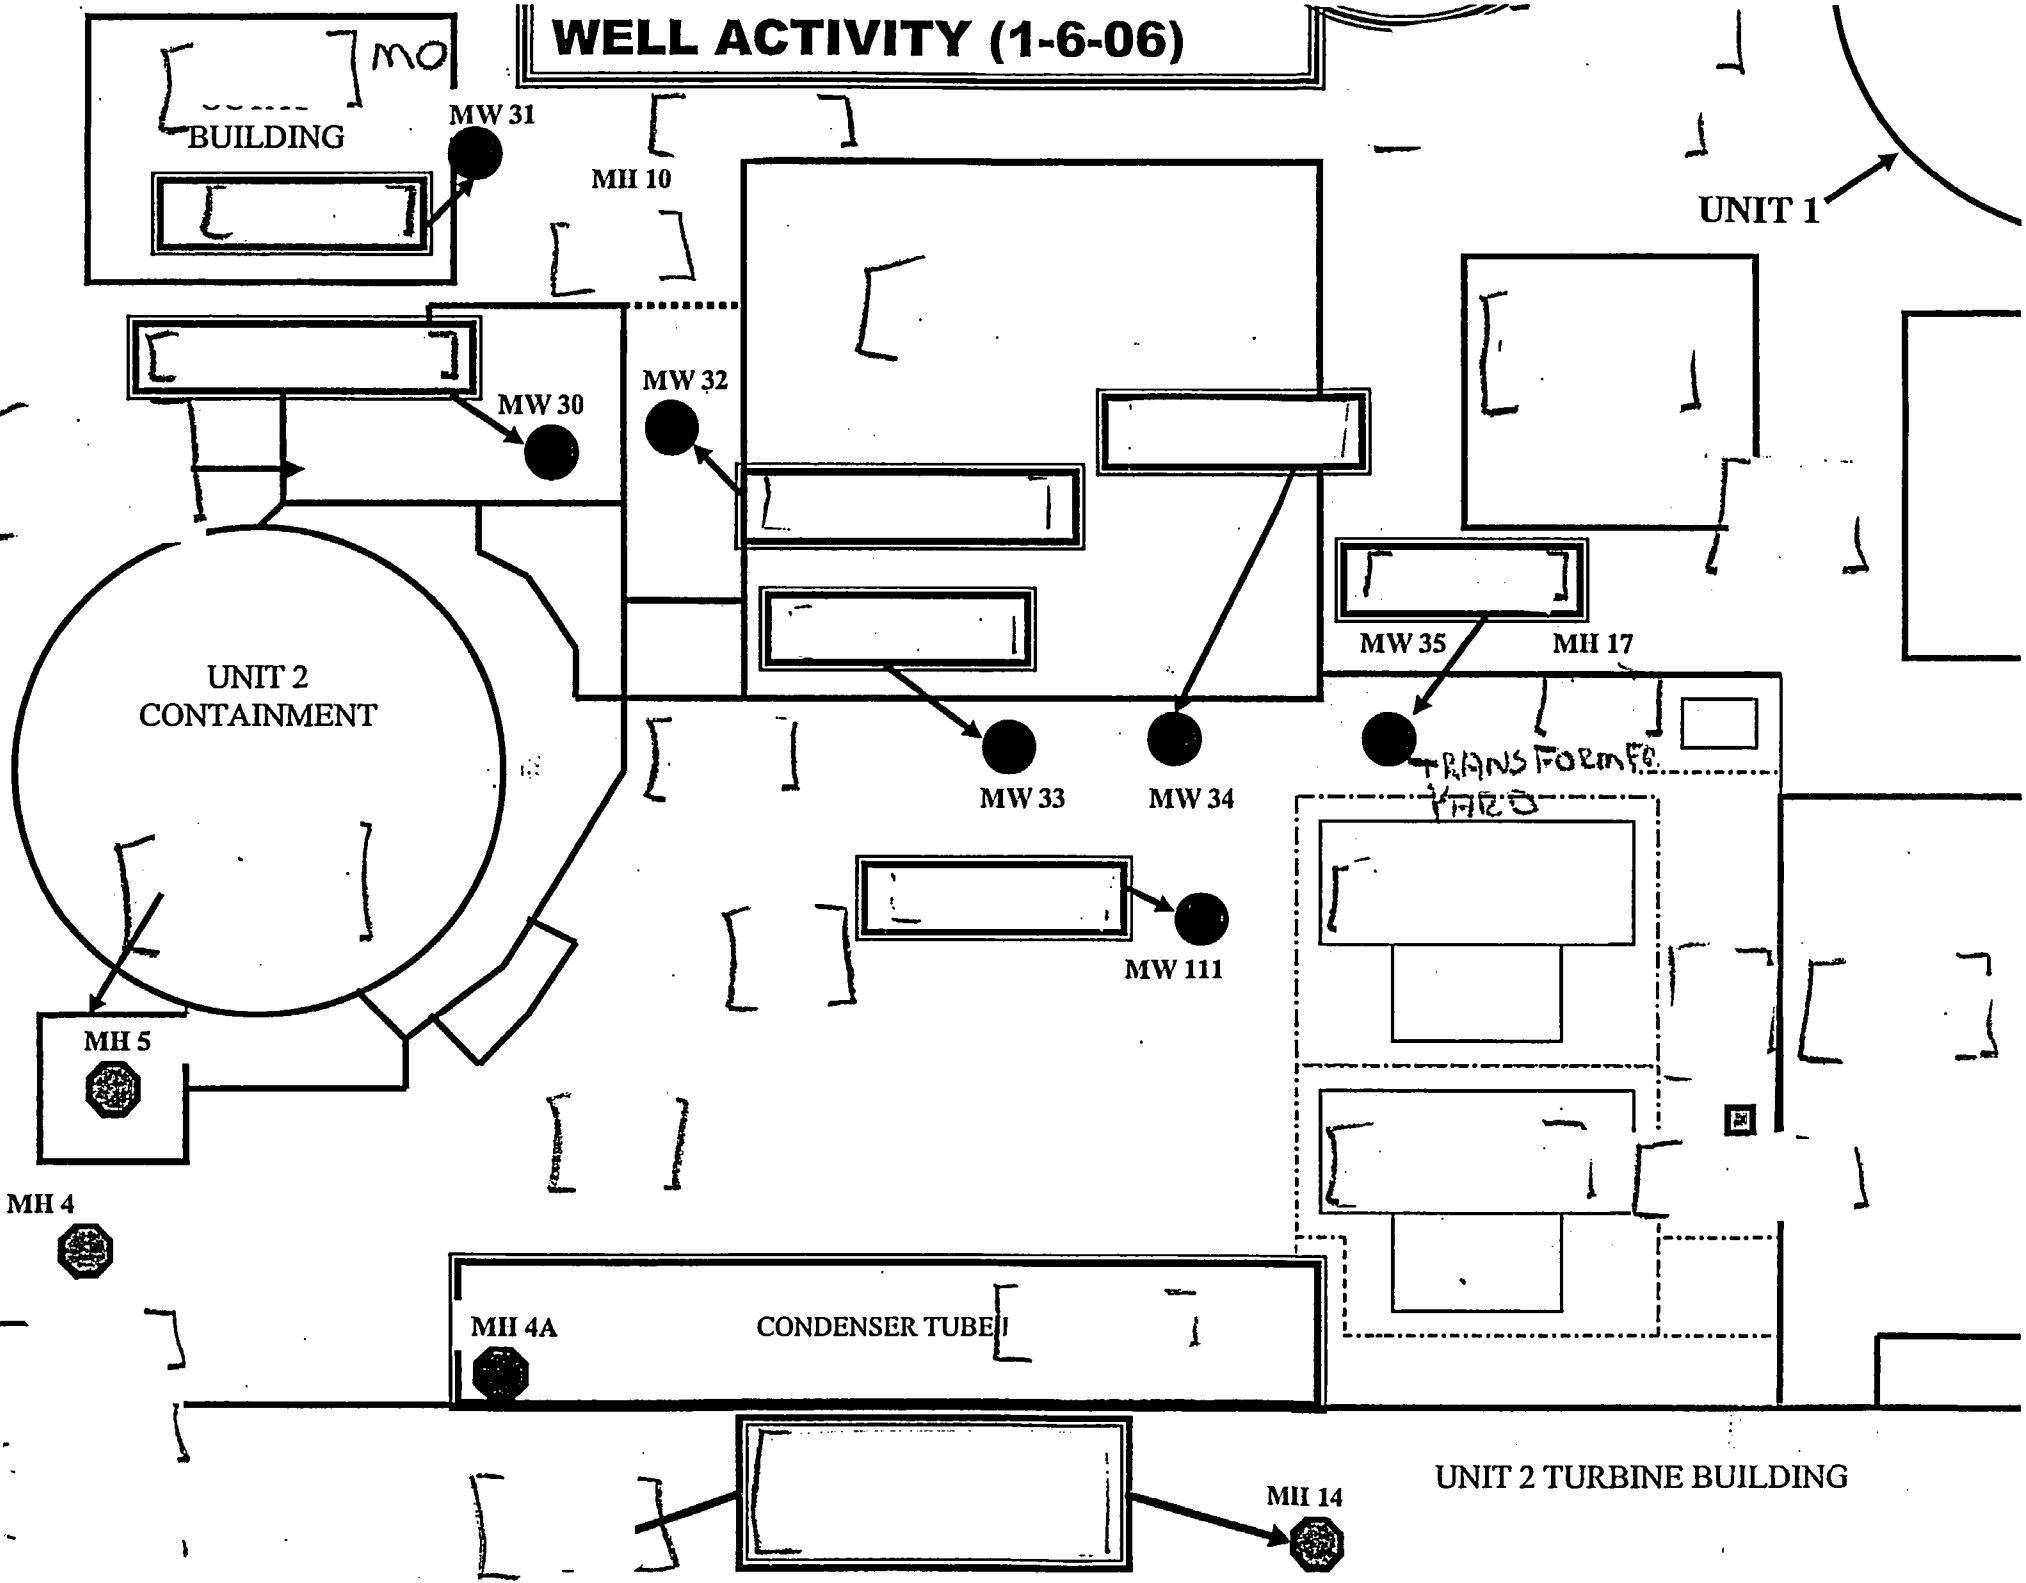 WELL ACTIVITY (1-6-06)
MO
MW 31
BUILDING
MH 10
UNIT 1
MW 32
MW 30
MW 35
MH 17
UNIT 2
CONTAINMENT
TRANSFORMER
YARD
MW 33
MW 34
MW 111
MH 5
MH 4
MH 4A
CONDENSER TUBE
UNIT 2 TURBINE BUILDING
MH 14